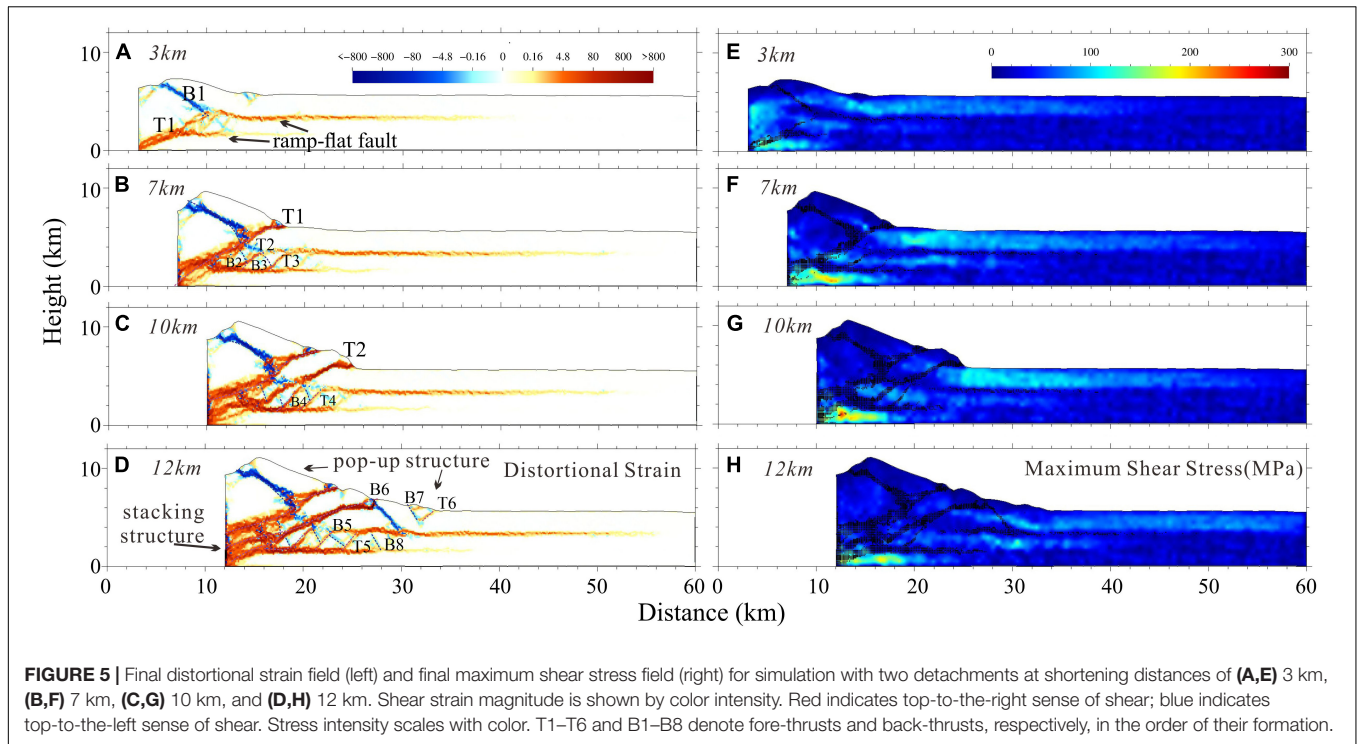 A 3km
<-800 -800 -80 -4.8 -0.16 0 0.16 4.8 80 800 >800
B1
T1
ramp-flat fault
E 3km
0 100 200 300
B 7km
T1
T2
B2 B3 T3
F 7km
C 10km
T2
B4 T4
G 10km
D 12km
pop-up structure
Distortional Strain
stacking
structure
B6 B7 T6
B5
T5 B8
H 12km
Maximum Shear Stress(MPa)
Height (km)
10
0
10
0
10
0
10
0
0 10 20 30 40 50 60
0 10 20 30 40 50 60
Distance (km)
FIGURE 5 | Final distortional strain field (left) and final maximum shear stress field (right) for simulation with two detachments at shortening distances of (A,E) 3 km,
(B,F) 7 km, (C,G) 10 km, and (D,H) 12 km. Shear strain magnitude is shown by color intensity. Red indicates top-to-the-right sense of shear; blue indicates
top-to-the-left sense of shear. Stress intensity scales with color. T1–T6 and B1–B8 denote fore-thrusts and back-thrusts, respectively, in the order of their formation.